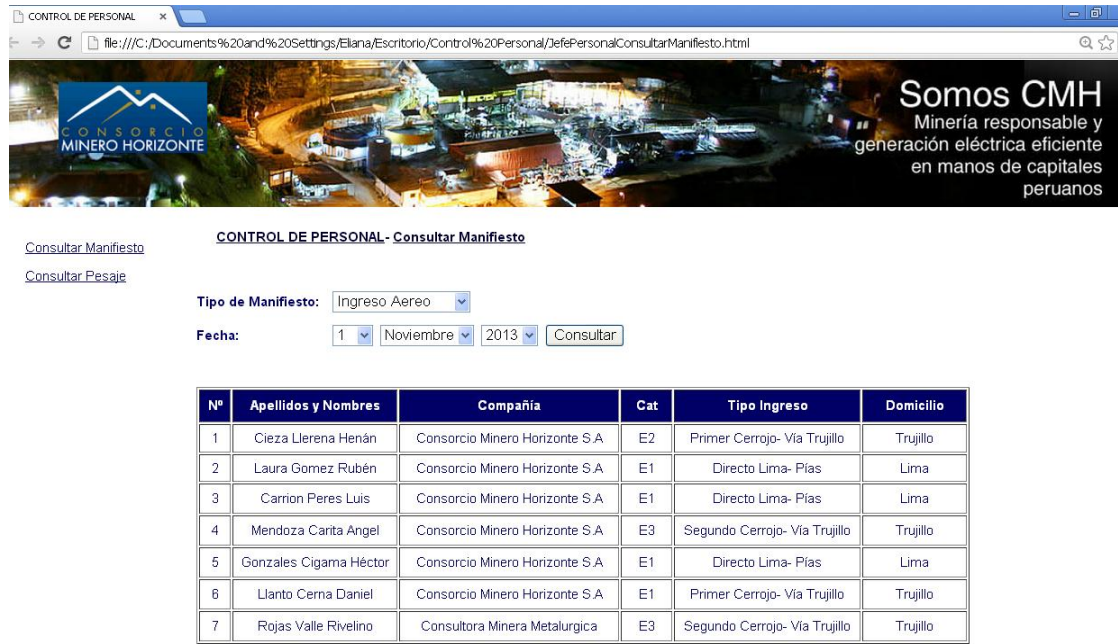 CONTROL DE PERSONAL
file:///C:/Documents%20and%20Settings/Eliana/Escritorio/Control%20Personal/JefePersonalConsultarManifiesto.html
CONSORCIO
MINERO HORIZONTE
Somos CMH
Minería responsable y
generación eléctrica eficiente
en manos de capitales
peruanos
Consultar Manifiesto
Consultar Pesaje
CONTROL DE PERSONAL- Consultar Manifiesto
Tipo de Manifiesto: Ingreso Aereo
Fecha: 1 Noviembre 2013 Consultar
Nº Apellidos y Nombres Compañía Cat Tipo Ingreso Domicilio
1 Cieza Llerena Henán Consorcio Minero Horizonte S.A E2 Primer Cerrojo- Vía Trujillo Trujillo
2 Laura Gomez Rubén Consorcio Minero Horizonte S.A E1 Directo Lima- Pías Lima
3 Carrion Peres Luis Consorcio Minero Horizonte S.A E1 Directo Lima- Pías Lima
4 Mendoza Carita Angel Consorcio Minero Horizonte S.A E3 Segundo Cerrojo- Vía Trujillo Trujillo
5 Gonzales Cigama Héctor Consorcio Minero Horizonte S.A E1 Directo Lima- Pías Lima
6 Llanto Cerna Daniel Consorcio Minero Horizonte S.A E1 Primer Cerrojo- Vía Trujillo Trujillo
7 Rojas Valle Rivelino Consultora Minera Metalurgica E3 Segundo Cerrojo- Vía Trujillo Trujillo